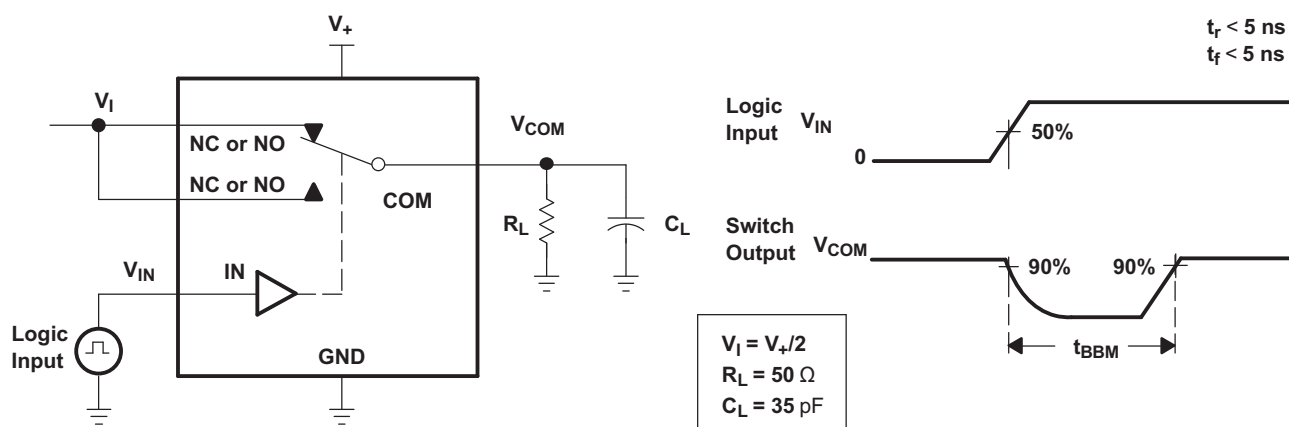 V+
VI
NC or NO
NC or NO
COM
VCOM
RL
CL
VIN
IN
Logic
Input
GND
tr < 5 ns
tf < 5 ns
Logic
Input
VIN
50%
0
Switch
Output
VCOM
90%
90%
tBBM
VI = V+/2
RL = 50 Ω
CL = 35 pF